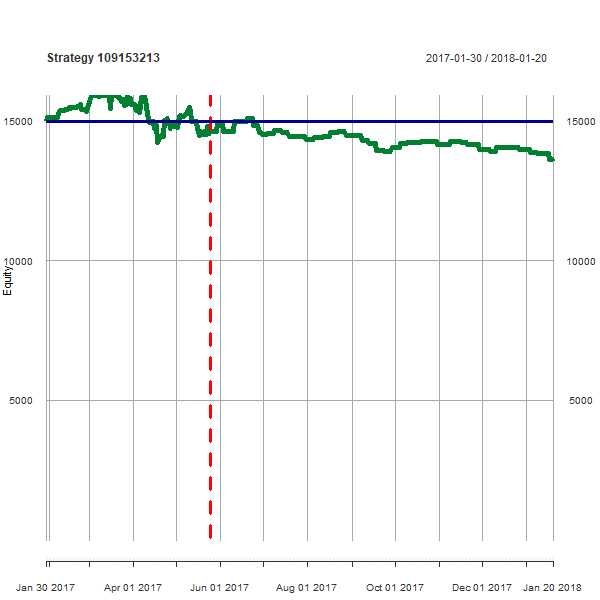 Strategy 109153213
2017-01-30 / 2018-01-20
15000
15000
10000
10000
Equity
5000
5000
Jan 30 2017
Apr 01 2017
Jun 01 2017
Aug 01 2017
Oct 01 2017
Dec 01 2017
Jan 20 2018